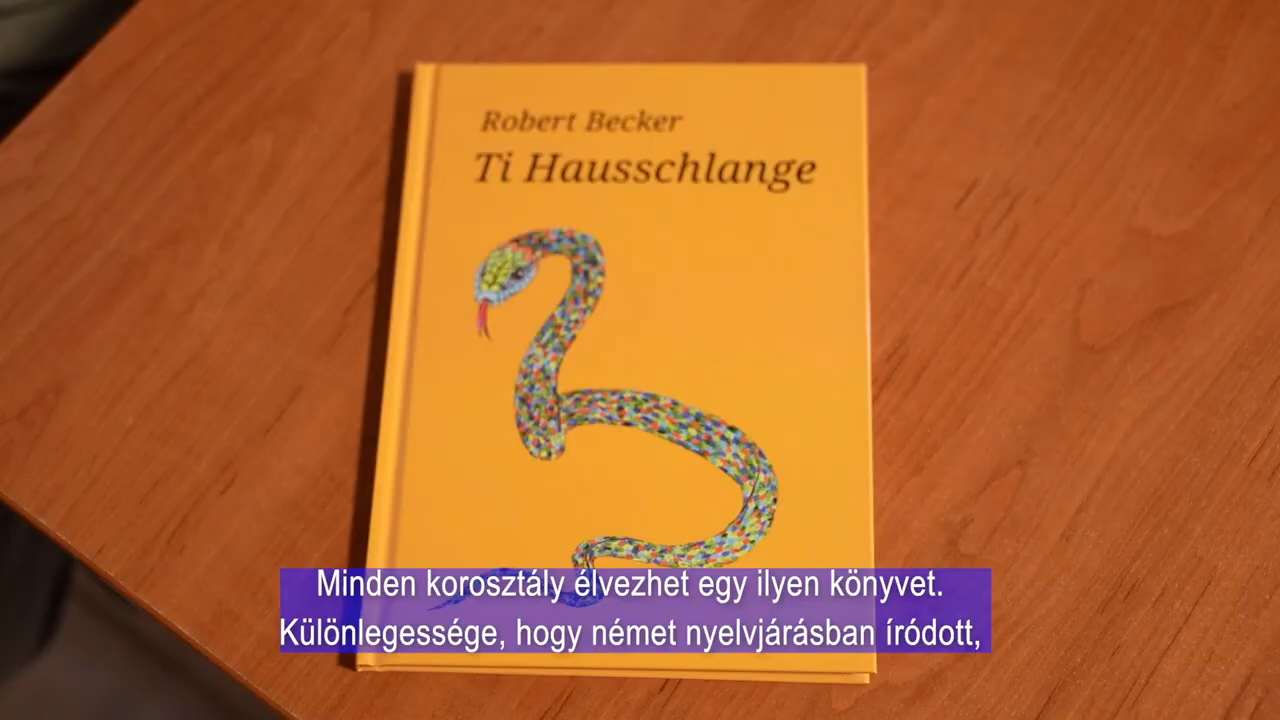 Robert Becker
Ti Hausschlange
Minden korosztály élvezhet egy ilyen könyvet.
Különlegessége, hogy német nyelvjárásban íródott,